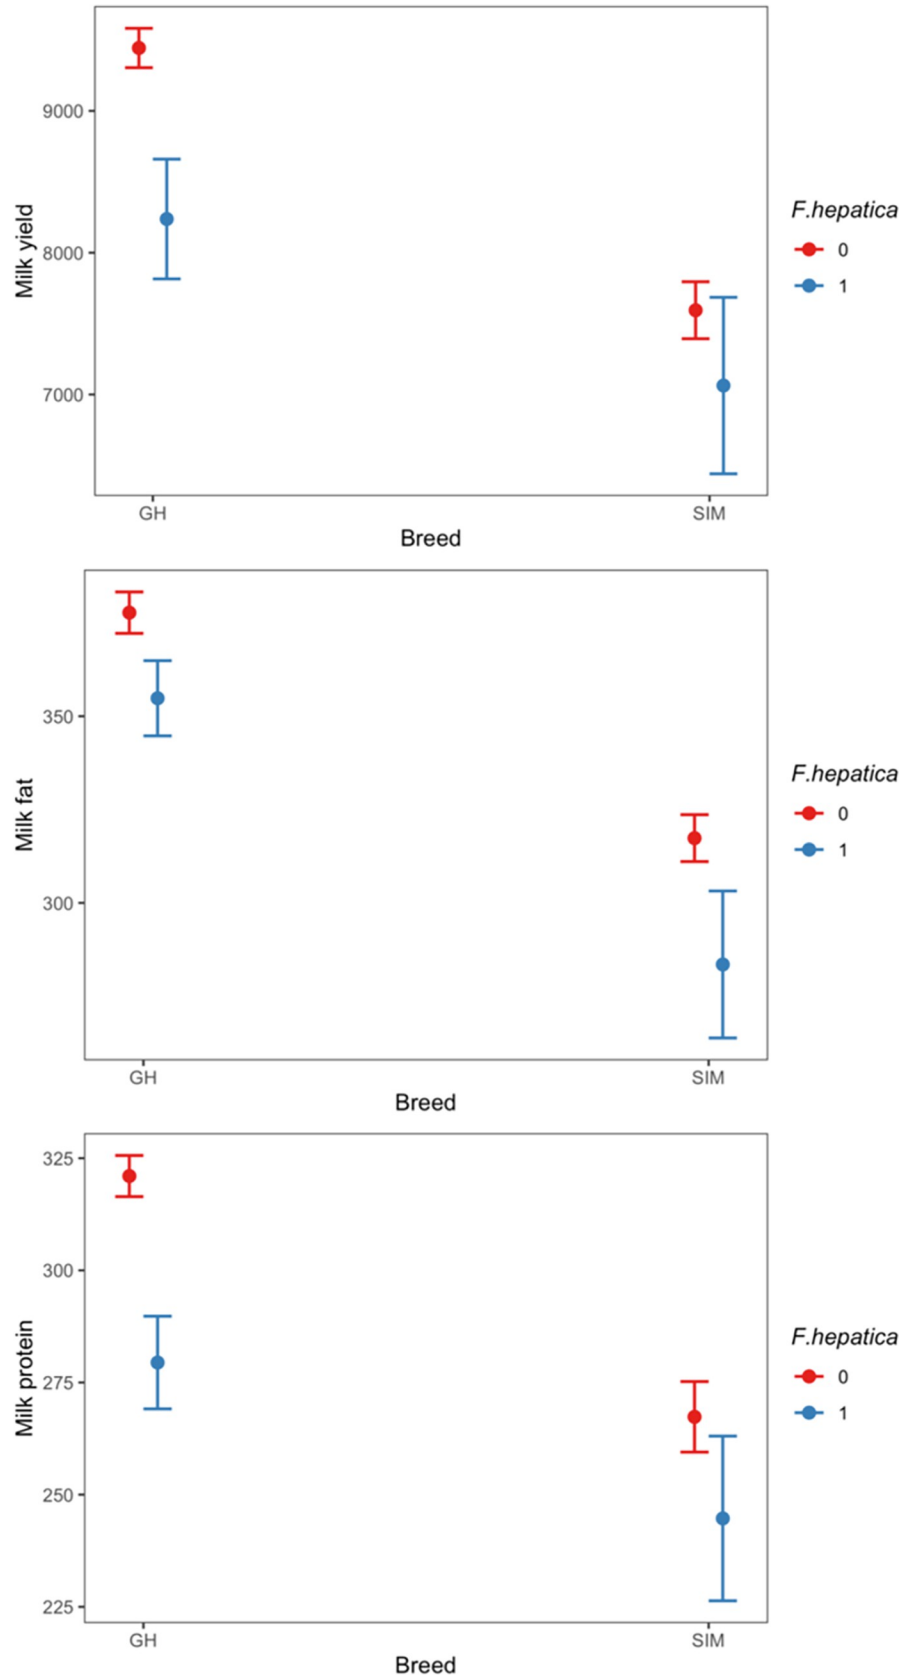 9000
8000
7000
Milk yield
GH
SIM
Breed
F.hepatica
0
1
350
300
Milk fat
GH
SIM
Breed
F.hepatica
0
1
325
300
275
250
225
Milk protein
GH
SIM
Breed
F.hepatica
0
1